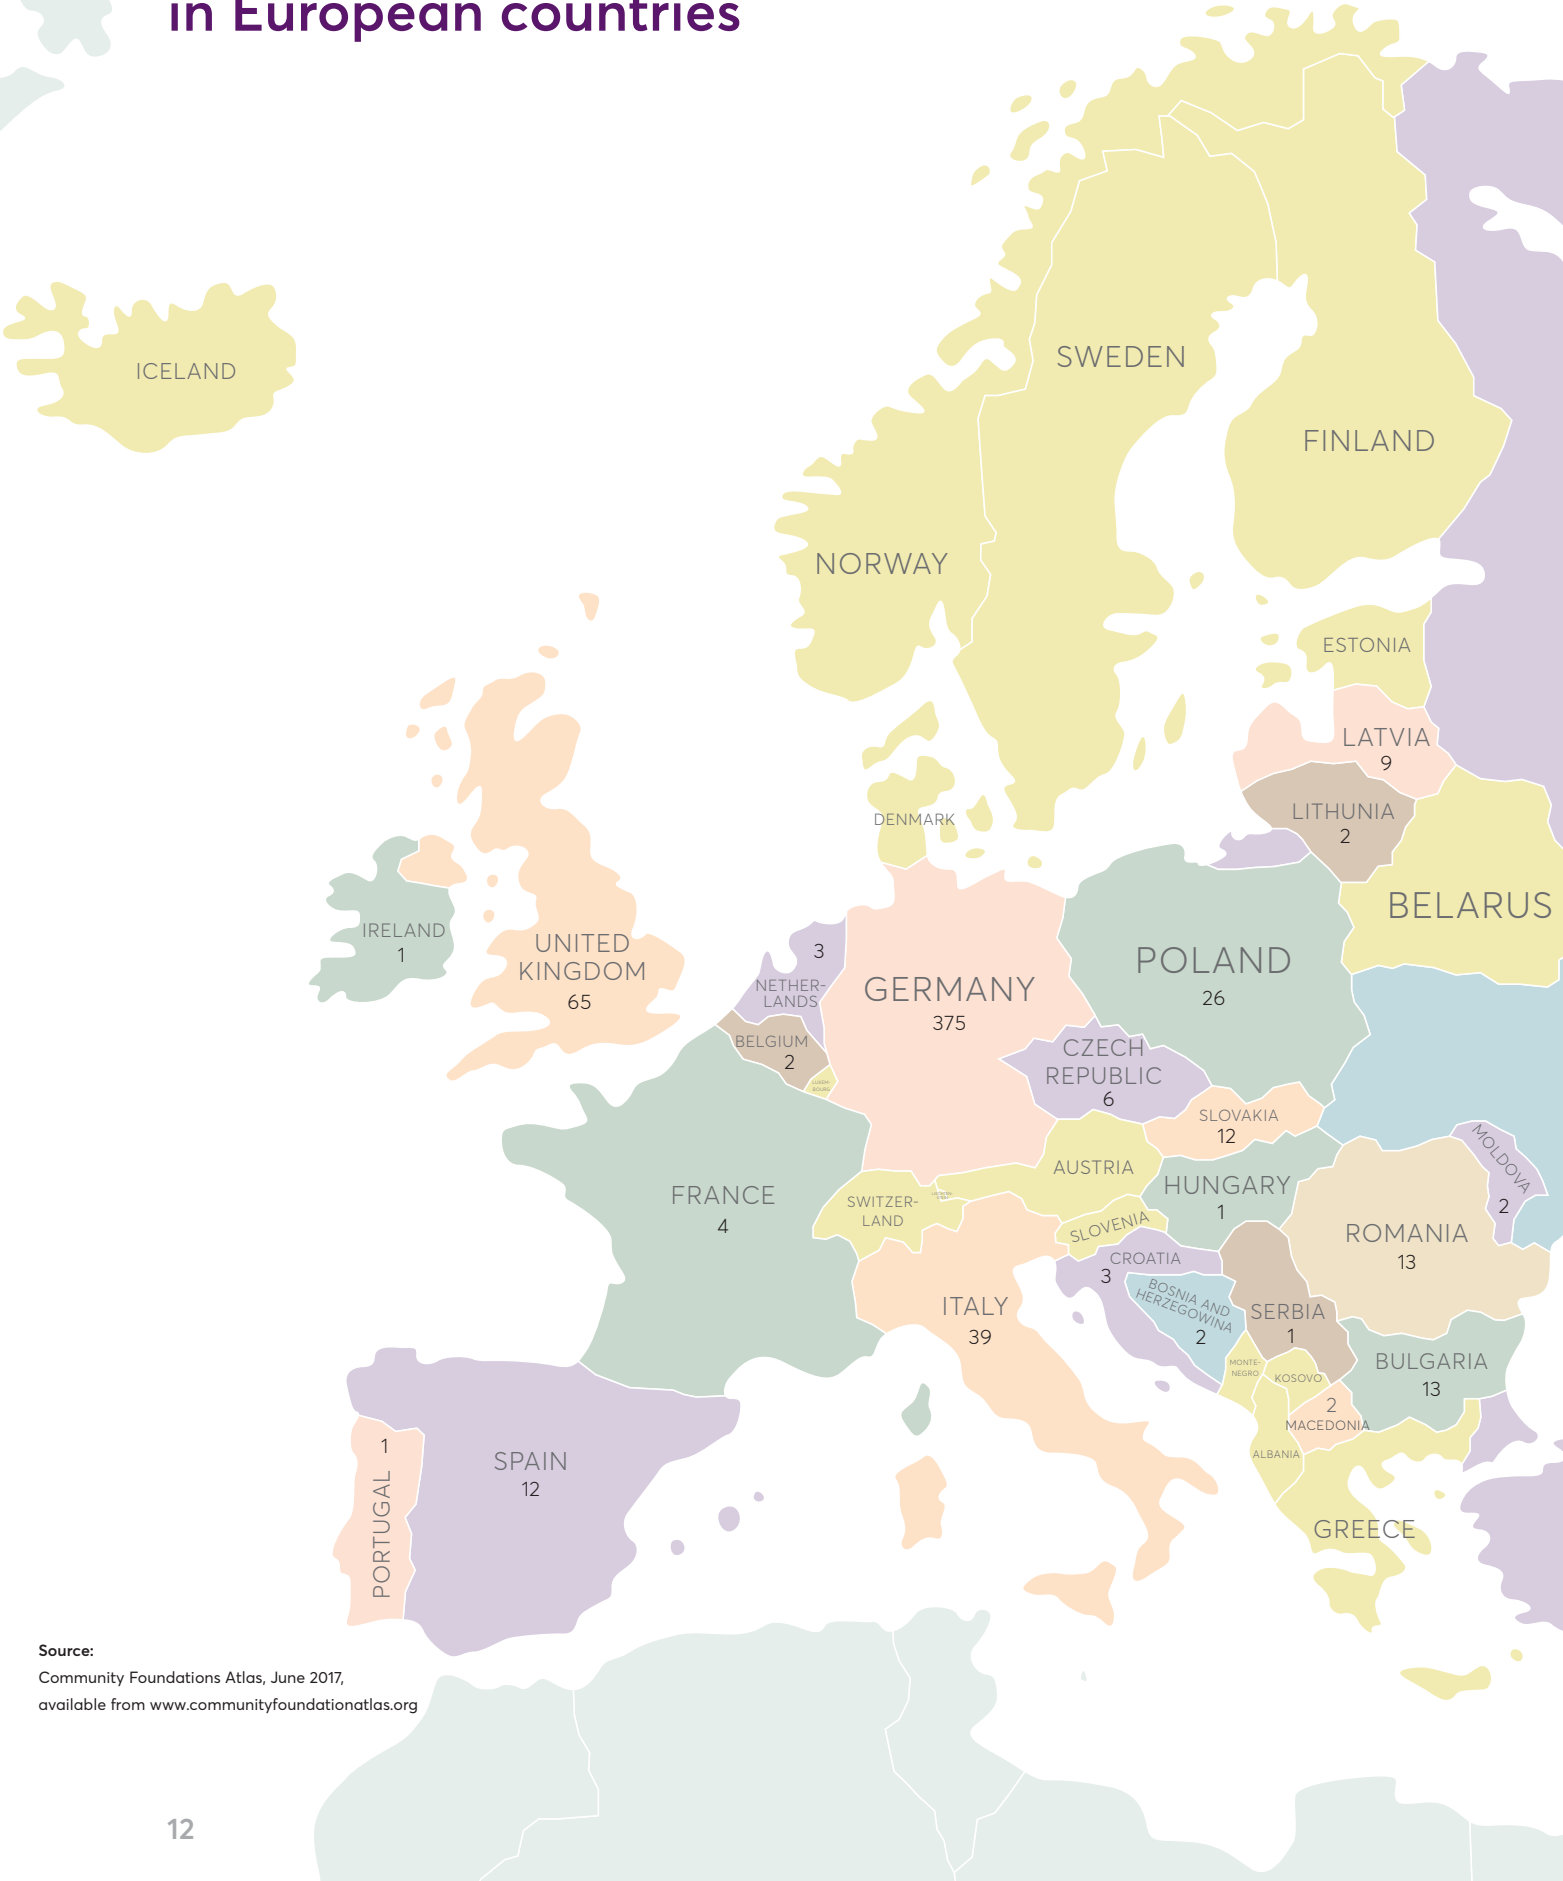 in European countries
ICELAND
SWEDEN
FINLAND
NORWAY
ESTONIA
LATVIA
9
LITHUNIA
2
DENMARK
BELARUS
IRELAND
1
UNITED
KINGDOM
65
3
NETHER-
LANDS
GERMANY
375
POLAND
26
BELGIUM
2
LUXEM-
BOURG
CZECH
REPUBLIC
6
SLOVAKIA
12
MOLDOVA
2
AUSTRIA
HUNGARY
1
FRANCE
4
SWITZER-
LAND
SLOVENIA
ROMANIA
13
CROATIA
3
BOSNIA AND
HERZEGOWINA
2
ITALY
39
SERBIA
1
MONTE-
NEGRO
KOSOVO
BULGARIA
13
2
MACEDONIA
ALBANIA
GREECE
1
PORTUGAL
SPAIN
12
Source:
Community Foundations Atlas, June 2017,
available from www.communityfoundationatlas.org
12